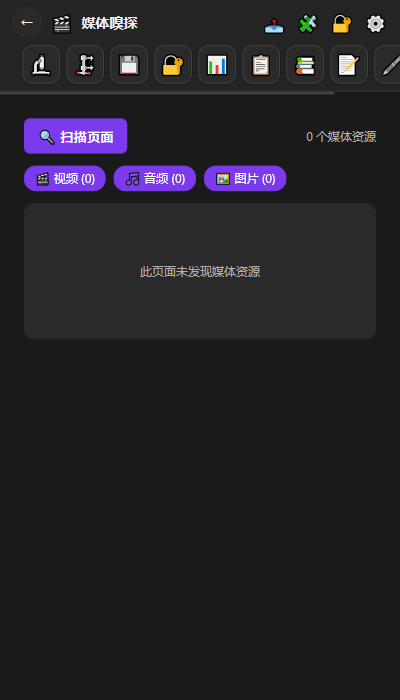 媒体嗅探
扫描页面
0 个媒体资源
视频 (0) 音频 (0) 图片 (0)
此页面未发现媒体资源